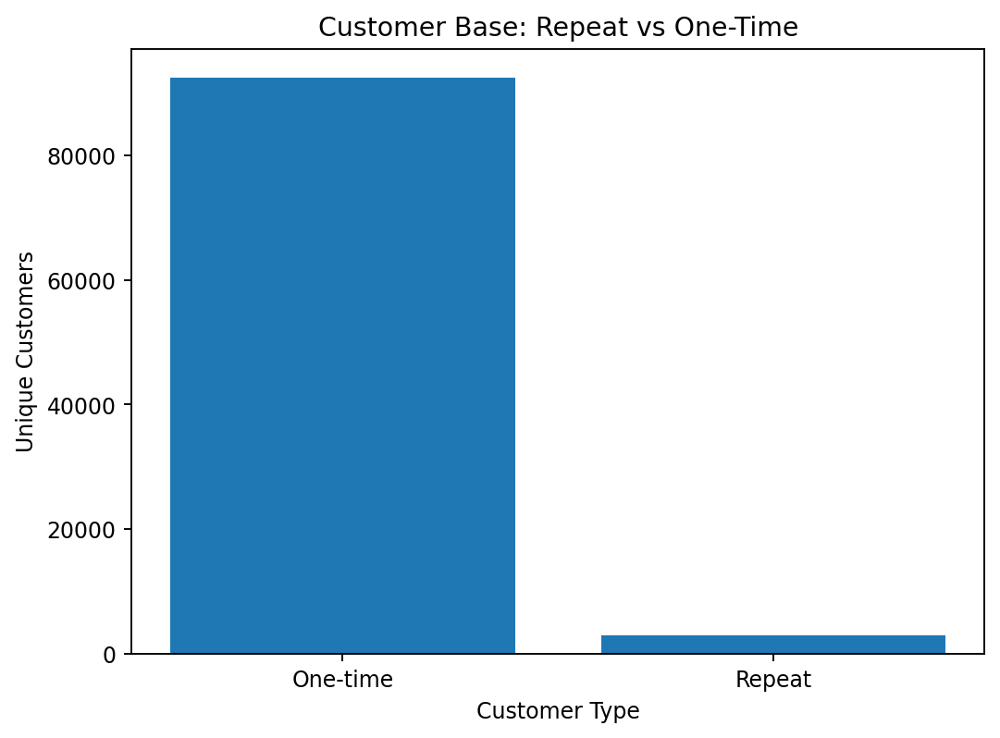 Customer Base: Repeat vs One-Time
Unique Customers
80000
60000
40000
20000
0
One-time
Repeat
Customer Type